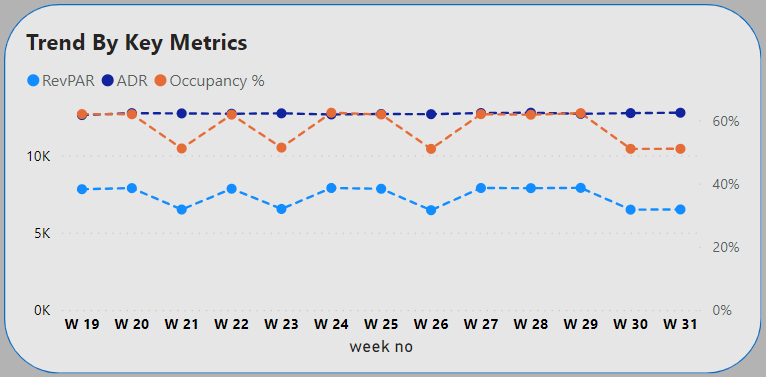 Trend By Key Metrics
RevPAR ADR Occupancy %
60%
10K
40%
5K
20%
0K 0%
W 19 W 20 W 21 W 22 W 23 W 24 W 25 W 26 W 27 W 28 W 29 W 30 W 31
week no